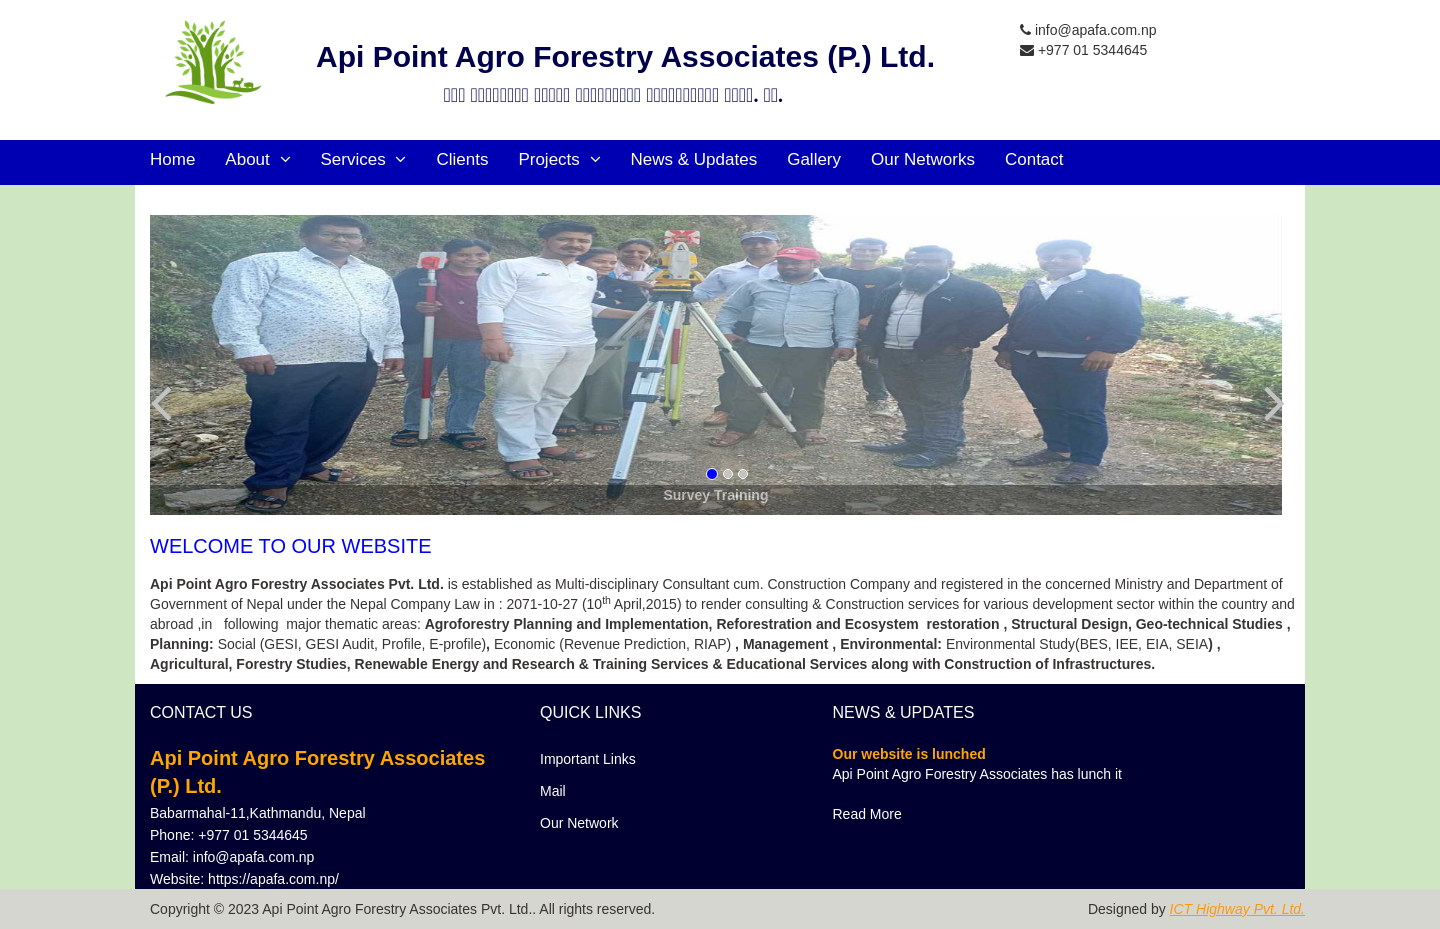 Api Point Agro Forestry Associates (P.) Ltd.
info@apafa.com.np
+977 01 5344645
Home About Services Clients Projects News & Updates Gallery Our Networks Contact
Survey Training
WELCOME TO OUR WEBSITE
Api Point Agro Forestry Associates Pvt. Ltd. is established as Multi-disciplinary Consultant cum. Construction Company and registered in the concerned Ministry and Department of
Government of Nepal under the Nepal Company Law in : 2071-10-27 (10th April,2015) to render consulting & Construction services for various development sector within the country and
abroad ,in following major thematic areas: Agroforestry Planning and Implementation, Reforestration and Ecosystem restoration , Structural Design, Geo-technical Studies ,
Planning: Social (GESI, GESI Audit, Profile, E-profile), Economic (Revenue Prediction, RIAP) , Management , Environmental: Environmental Study(BES, IEE, EIA, SEIA) ,
Agricultural, Forestry Studies, Renewable Energy and Research & Training Services & Educational Services along with Construction of Infrastructures.
CONTACT US
Api Point Agro Forestry Associates
(P.) Ltd.
Babarmahal-11,Kathmandu, Nepal
Phone: +977 01 5344645
Email: info@apafa.com.np
Website: https://apafa.com.np/
QUICK LINKS
Important Links
Mail
Our Network
NEWS & UPDATES
Our website is lunched
Api Point Agro Forestry Associates has lunch it
Read More
Copyright © 2023 Api Point Agro Forestry Associates Pvt. Ltd.. All rights reserved.
Designed by ICT Highway Pvt. Ltd.